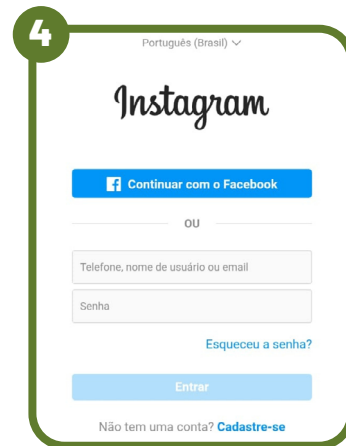 4
Português (Brasil)
Instagram
Continuar com o Facebook
OU
Telefone, nome de usuário ou email
Senha
Esqueceu a senha?
Entrar
Não tem uma conta? Cadastre-se